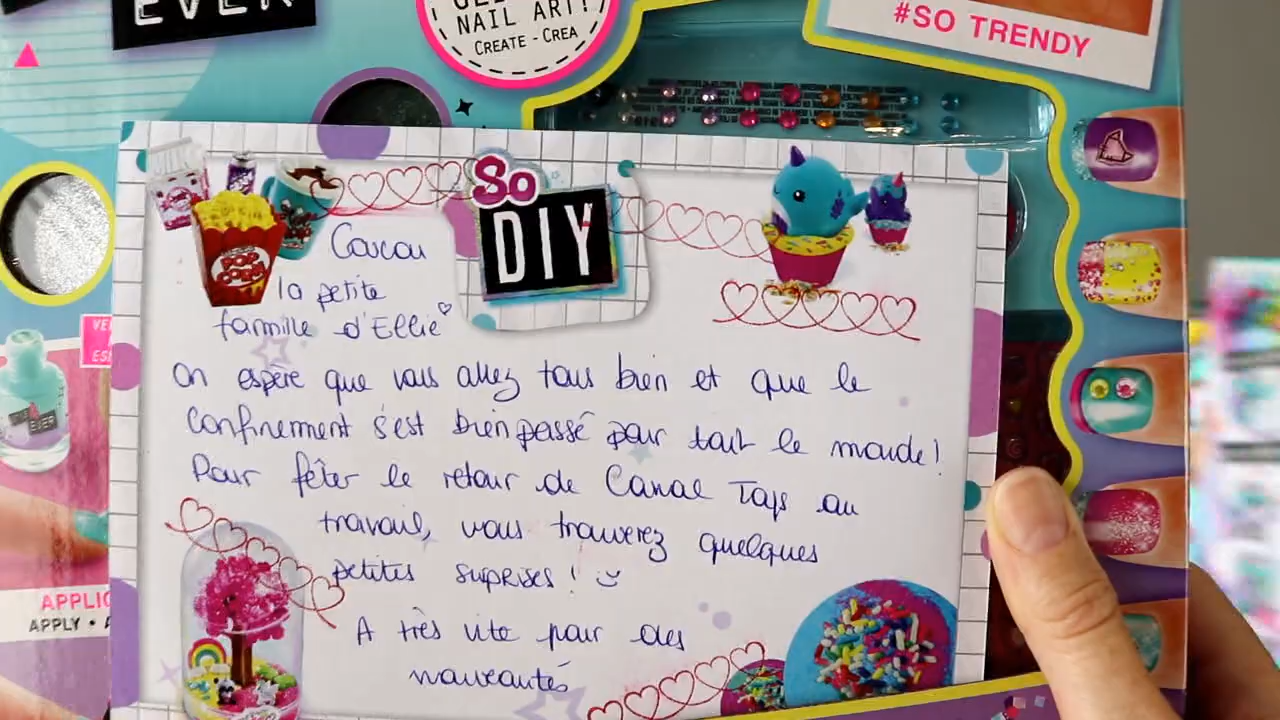 EVER
NAIL ART!
CREATE - CREA
#SO TRENDY
So
DIY
POP CORN
Coucou
la petite
famille d'Ellie
On espère que vous allez tous bien et que le
Confinement s'est bien passé pour tout le monde!
Pour fêter le retour de Canal Toys au
travail, vous trouverez quelques
petites surprises!
A très vite pour des
nouveautés
APPLY •